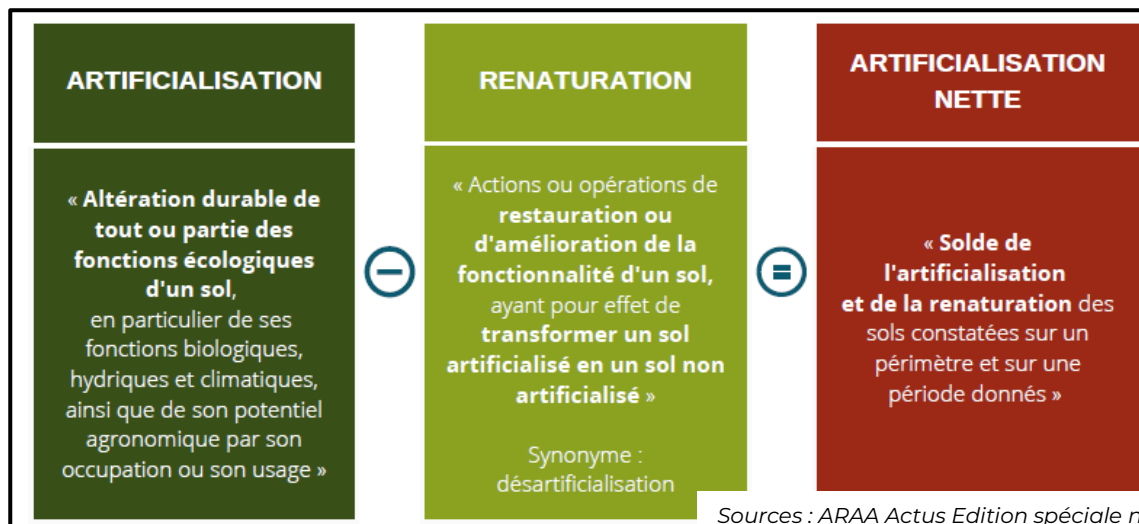 ARTIFICIALISATION
« Altération durable de
tout ou partie des
fonctions écologiques
d'un sol,
en particulier de ses
fonctions biologiques,
hydriques et climatiques,
ainsi que de son potentiel
agronomique par son
occupation ou son usage »
RENATURATION
« Actions ou opérations de
restauration ou
d'amélioration de la
fonctionnalité d'un sol,
ayant pour effet de
transformer un sol
artificialisé en un sol non
artificialisé »
Synonyme :
désartificialisation
ARTIFICIALISATION
NETTE
« Solde de
l'artificialisation
et de la renaturation des
sols constatées sur un
périmètre et sur une
période donnés »
Sources : ARAA Actus Edition spéciale